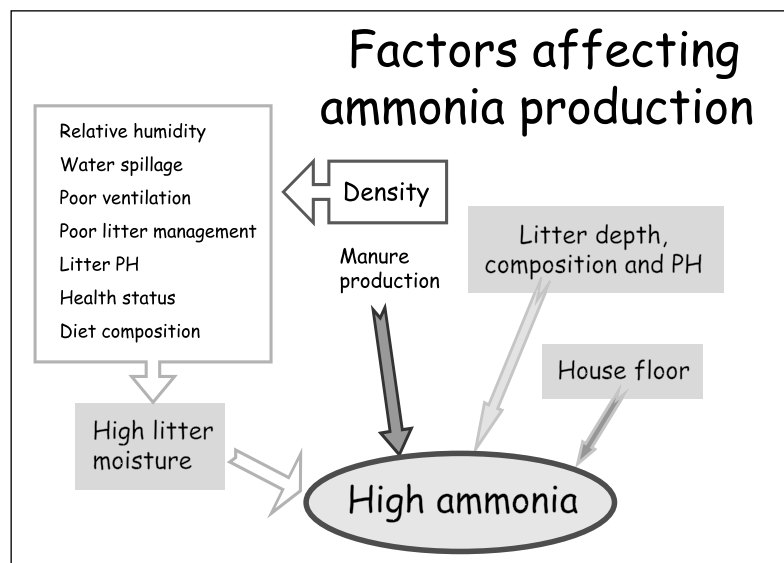 Factors affecting
ammonia production
Relative humidity
Water spillage
Poor ventilation
Poor litter management
Litter PH
Health status
Diet composition
Density
Manure
production
Litter depth,
composition and PH
House floor
High litter
moisture
High ammonia